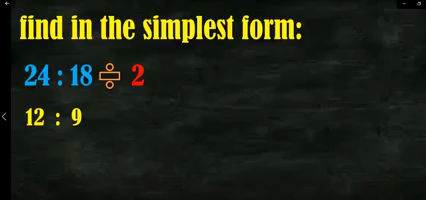 find in the simplest form:
24 : 18 ÷ 2
12 : 9